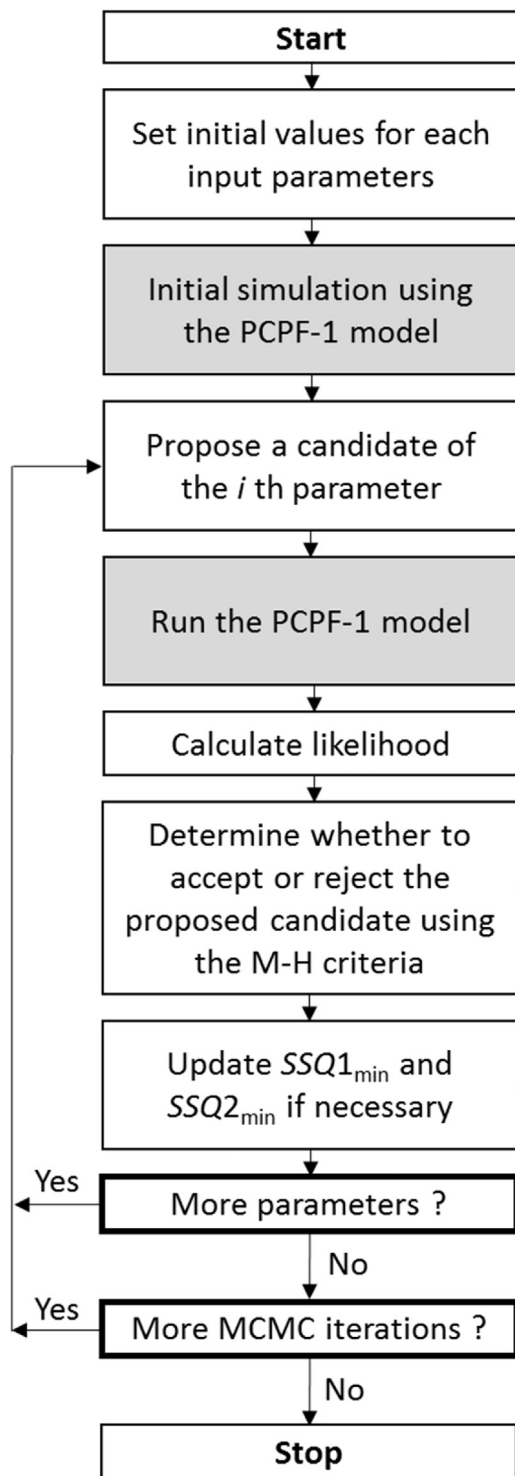 Start
Set initial values for each
input parameters
Initial simulation using
the PCPF-1 model
Propose a candidate of
the i th parameter
Run the PCPF-1 model
Calculate likelihood
Determine whether to
accept or reject the
proposed candidate using
the M-H criteria
Update SSQ1min and
SSQ2min if necessary
Yes
More parameters ?
No
Yes
More MCMC iterations ?
No
Stop